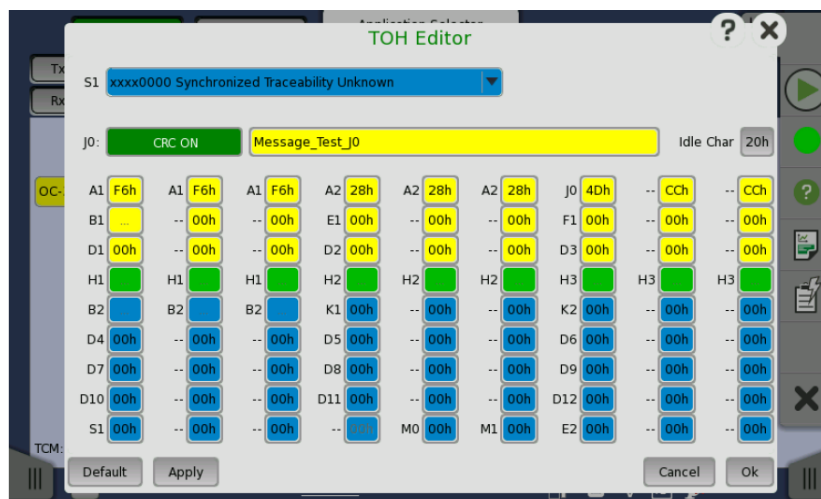 TOH Editor
?
Tx
S1 xxxx0000 Synchronized Traceability Unknown
Rx
J0: CRC ON Message_Test_J0 Idle Char 20h
OC-
A1 F6h A1 F6h A1 F6h A2 28h A2 28h A2 28h J0 4Dh -- CCh -- CCh
?
B1 ... -- 00h -- 00h E1 00h -- 00h -- 00h F1 00h -- 00h -- 00h
D1 00h -- 00h -- 00h D2 00h -- 00h -- 00h D3 00h -- 00h -- 00h
H1 H1 H1 H2 H2 H2 H3 H3 H3
B2 B2 B2 K1 00h -- 00h -- 00h K2 00h -- 00h -- 00h
D4 00h -- 00h -- 00h D5 00h -- 00h -- 00h D6 00h -- 00h -- 00h
D7 00h -- 00h -- 00h D8 00h -- 00h -- 00h D9 00h -- 00h -- 00h
D10 00h -- 00h -- 00h D11 00h -- 00h -- 00h D12 00h -- 00h -- 00h
S1 00h -- 00h -- 00h -- 00h M0 00h M1 00h E2 00h -- 00h -- 00h
TCM:
Default Apply Cancel Ok